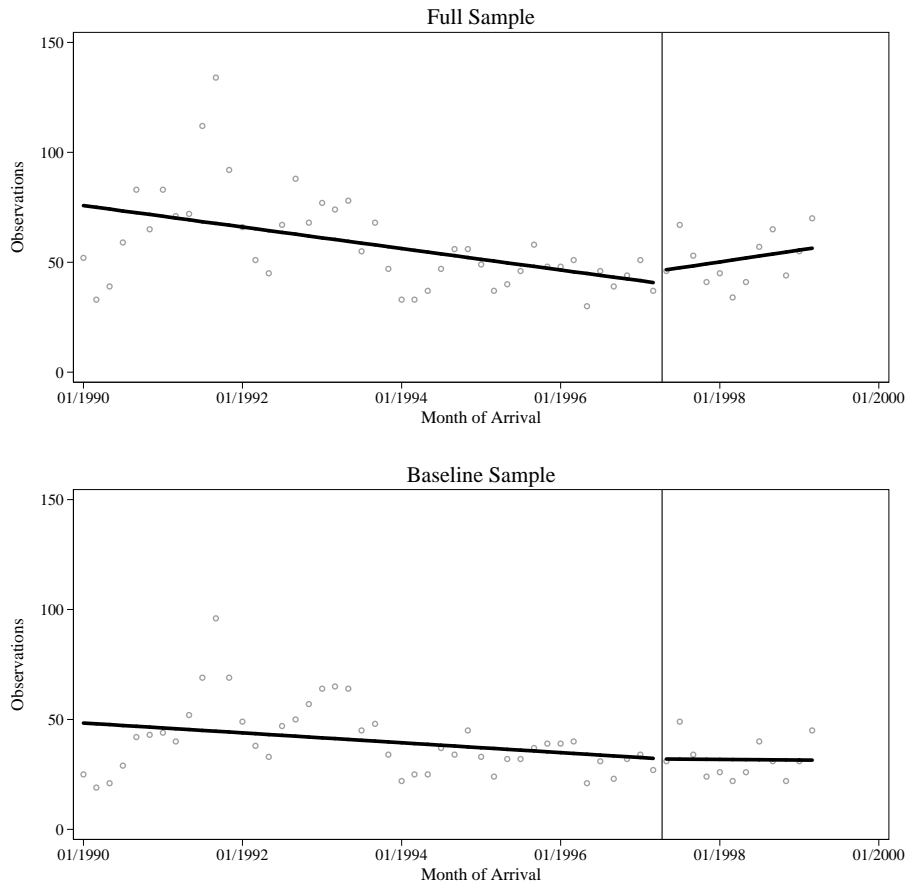 Full Sample
150
100
50
0
Observations
01/1990 01/1992 01/1994 01/1996 01/1998 01/2000
Month of Arrival
Baseline Sample
150
100
50
0
Observations
01/1990 01/1992 01/1994 01/1996 01/1998 01/2000
Month of Arrival